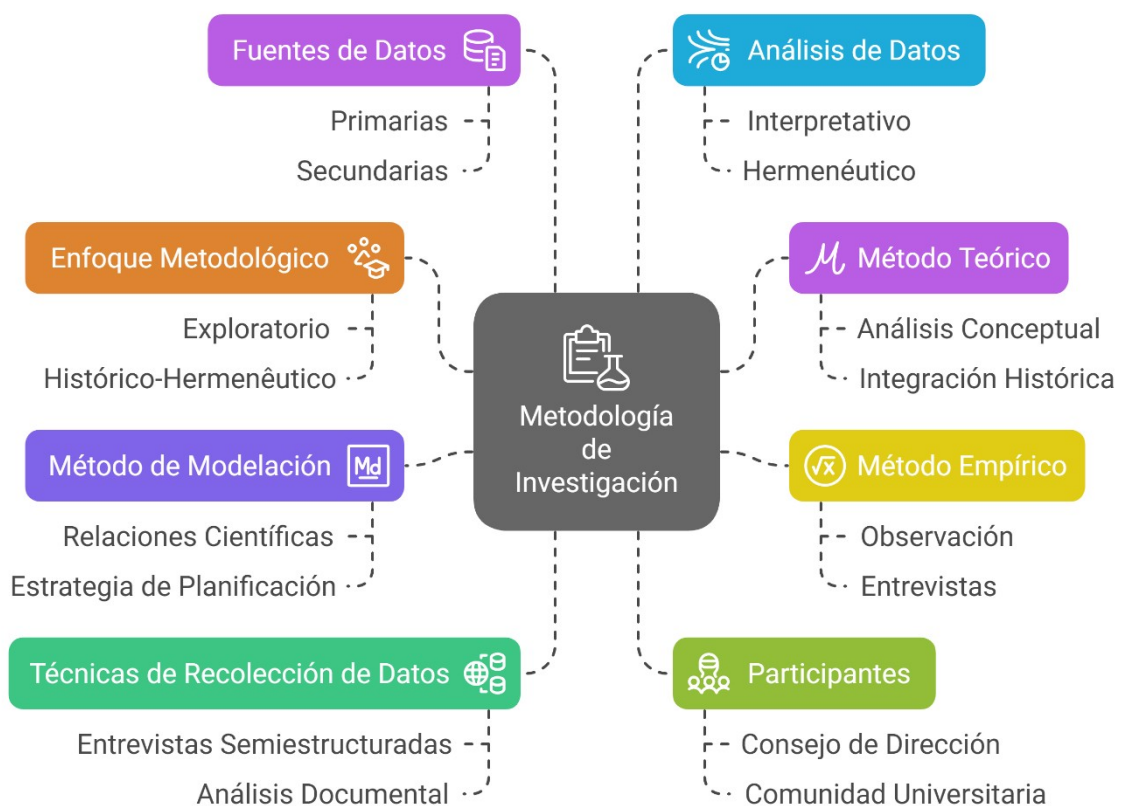 Fuentes de Datos
Primarias
Secundarias
Análisis de Datos
Interpretativo
Hermenéutico
Enfoque Metodológico
Exploratorio
Histórico-Hermenêutico
Método Teórico
Análisis Conceptual
Integración Histórica
Metodología
de
Investigación
Método de Modelación
Md
Relaciones Científicas
Estrategia de Planificación
√x
Método Empírico
Observación
Entrevistas
Técnicas de Recolección de Datos
Entrevistas Semiestructuradas
Análisis Documental
Participantes
Consejo de Dirección
Comunidad Universitaria